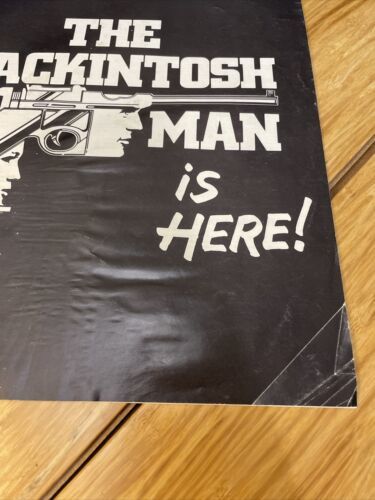 THE
ACKINTOSH
MAN
is
HERE!